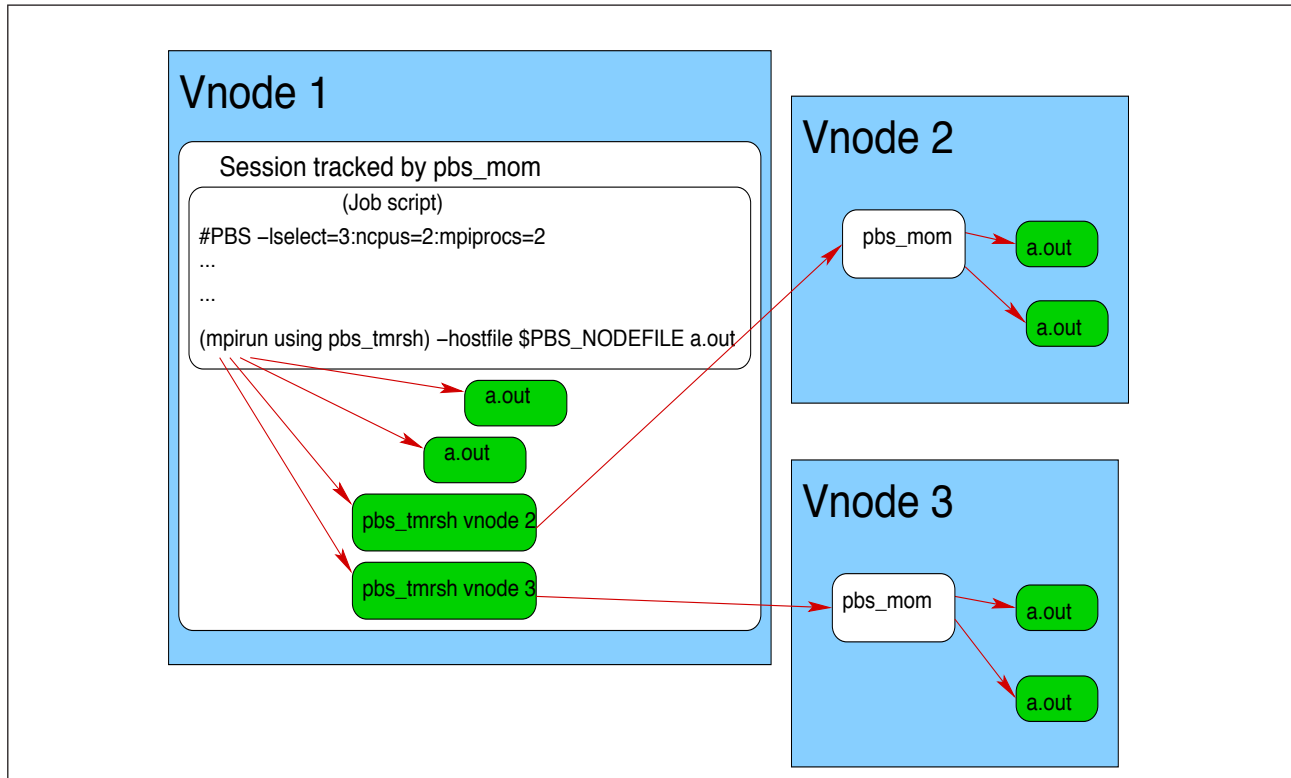 Vnode 1
Session tracked by pbs_mom
(Job script)
#PBS –lselect=3:ncpus=2:mpiprocs=2
...
...
(mpirun using pbs_tmrsh) –hostfile $PBS_NODEFILE a.out
a.out
a.out
pbs_tmrsh vnode 2
pbs_tmrsh vnode 3
Vnode 2
pbs_mom
a.out
a.out
Vnode 3
pbs_mom
a.out
a.out